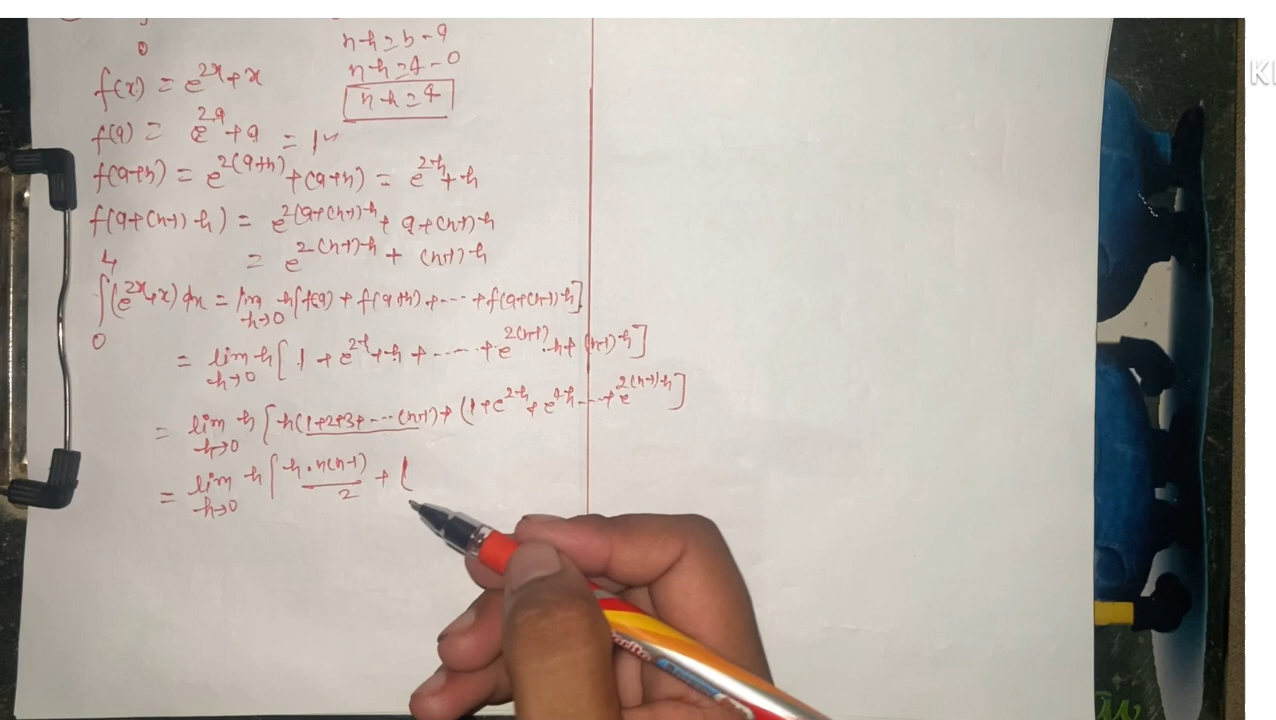 0
nh = b - a
nh = 4 - 0
nh = 4
f(x) = e^{2x} + x
f(a) = e^{2a} + a = 1
f(a+h) = e^{2(a+h)} + (a+h) = e^{2h} + h
f(a+(n-1)h) = e^{2(a+(n-1)h} + a+(n-1)h
= e^{2(n-1)h} + (n-1)h
∫_0^4 (e^{2x}+x) dx = lim_{h→0} h[f(a) + f(a+h) + ---- + f(a+(n-1)h]
= lim_{h→0} h[1 + e^{2h}+h + ------ + e^{2(n-1)}·h + (n-1)h]
= lim_{h→0} h[h(1+2+3+---(n-1) + (1+e^{2h}+e^{4h}---+e^{2(n-1)h}]
= lim_{h→0} h[h·n(n-1)/2 + (
KI